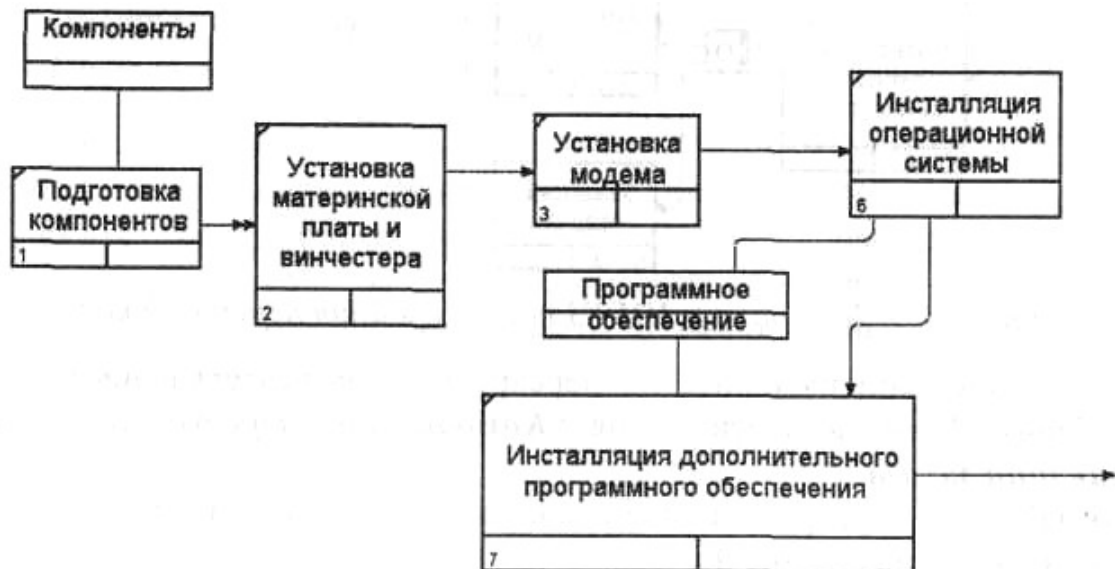 Компоненты
Подготовка
компонентов
1
Установка
материнской
платы и
винчестера
2
Установка
модема
3
Инсталляция
операционной
системы
6
Программное
обеспечение
Инсталляция дополнительного
программного обеспечения
7